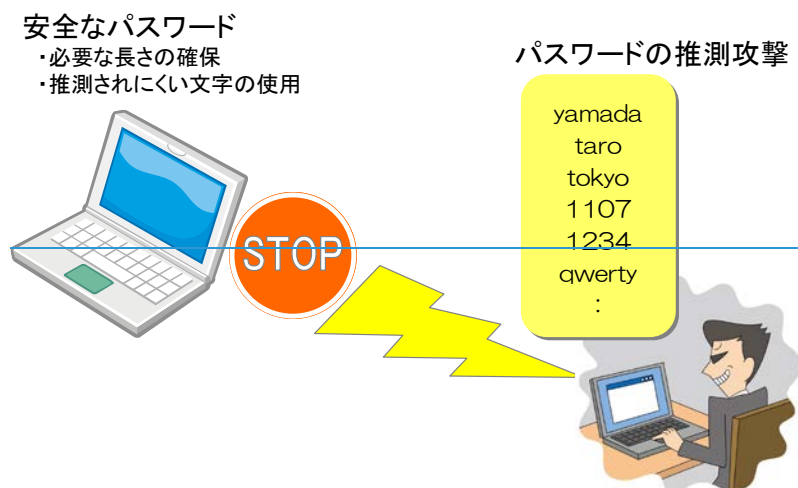 安全なパスワード
・必要な長さの確保
・推測されにくい文字の使用
パスワードの推測攻撃
yamada
taro
tokyo
1107
1234
qwerty
:
STOP